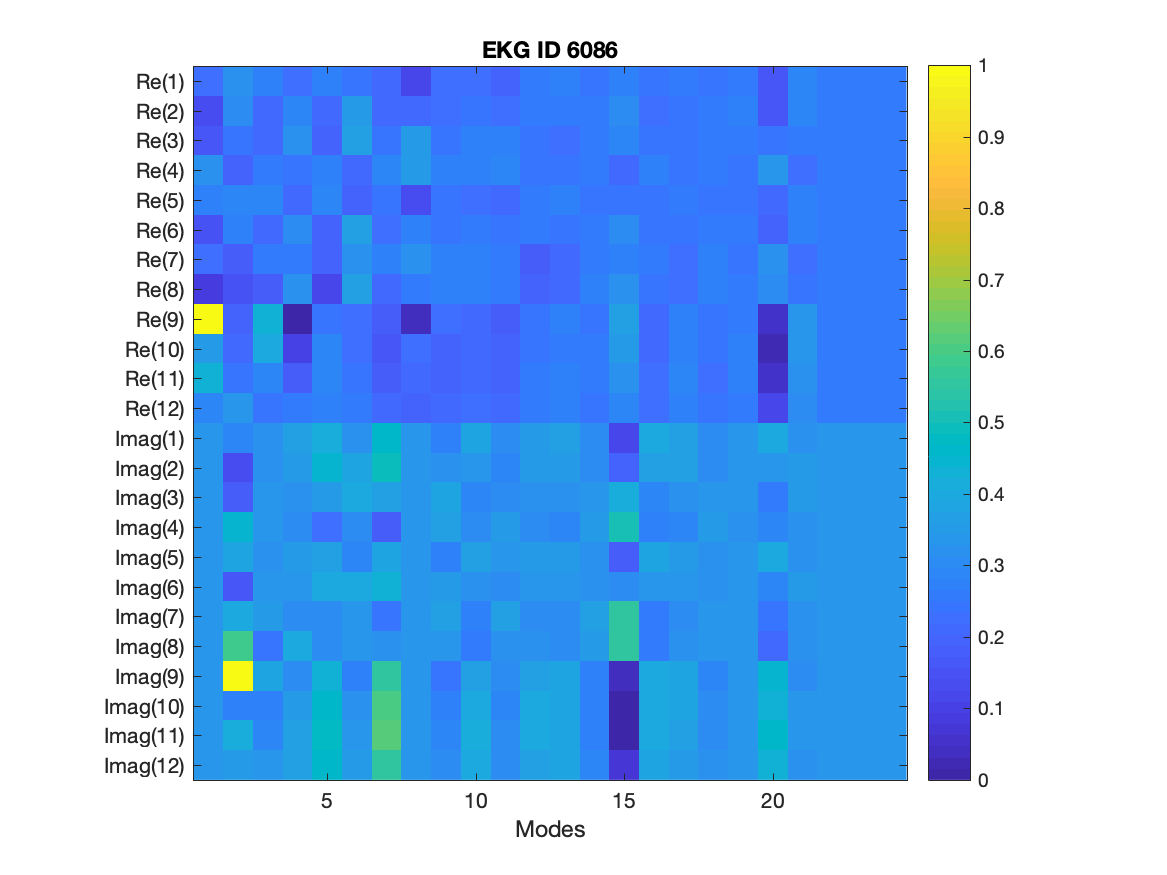 EKG ID 6086
Re(1)
Re(2)
Re(3)
Re(4)
Re(5)
Re(6)
Re(7)
Re(8)
Re(9)
Re(10)
Re(11)
Re(12)
Imag(1)
Imag(2)
Imag(3)
Imag(4)
Imag(5)
Imag(6)
Imag(7)
Imag(8)
Imag(9)
Imag(10)
Imag(11)
Imag(12)
5 10 15 20
Modes
1
0.9
0.8
0.7
0.6
0.5
0.4
0.3
0.2
0.1
0